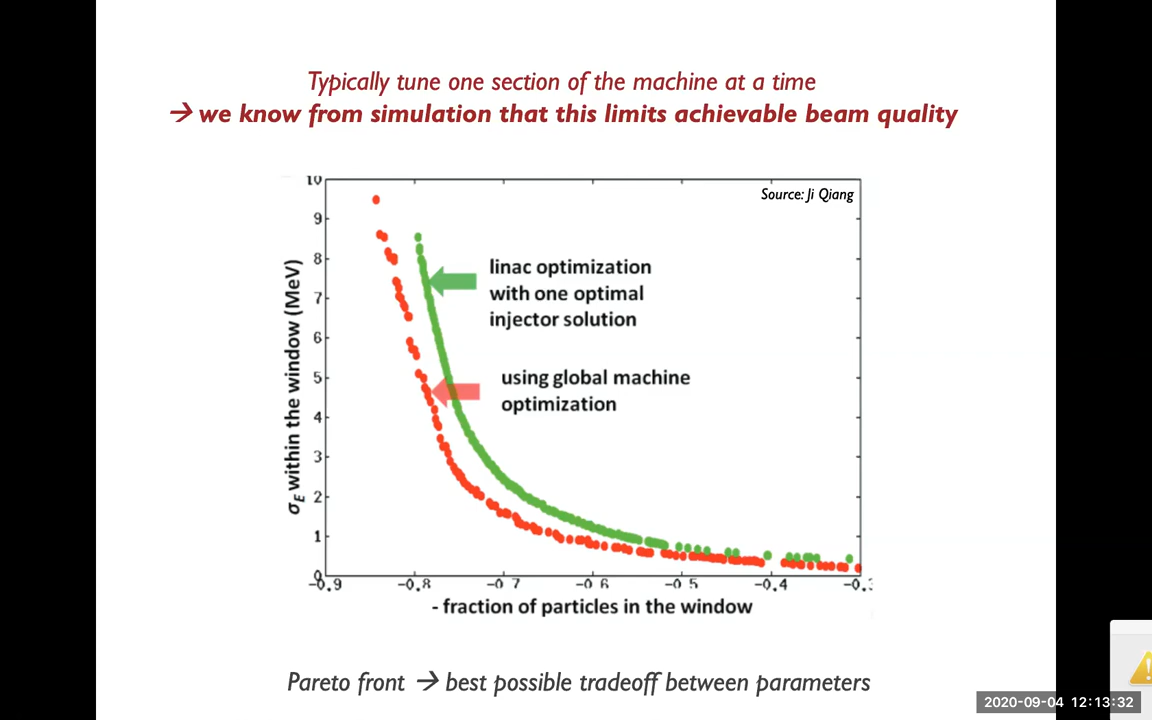 Typically tune one section of the machine at a time
→ we know from simulation that this limits achievable beam quality
Source: Ji Qiang
10
9
8
7
6
5
4
3
2
1
0
σE within the window (MeV)
linac optimization
with one optimal
injector solution
using global machine
optimization
-0.9 -0.8 -0.7 -0.6 -0.5 -0.4
- fraction of particles in the window
Pareto front → best possible tradeoff between parameters
2020-09-04 12:13:32